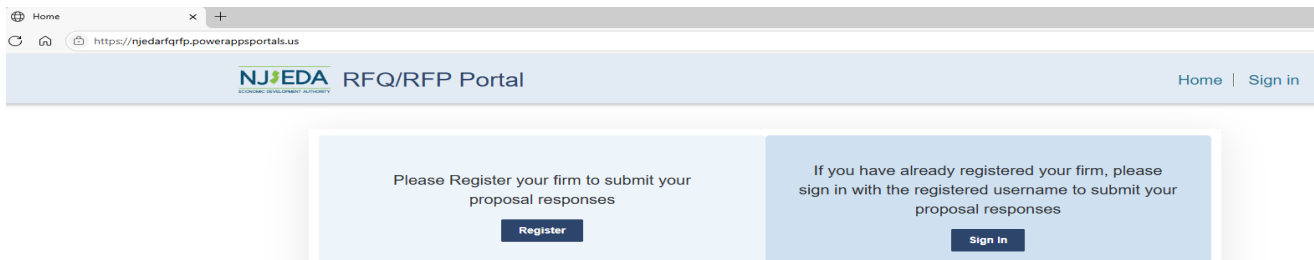 Home
https://njedarfqrfp.powerappsportals.us
NJEDA RFQ/RFP Portal
ECONOMIC DEVELOPMENT AUTHORITY
Home | Sign in
Please Register your firm to submit your
proposal responses
Register
If you have already registered your firm, please
sign in with the registered username to submit your
proposal responses
Sign In